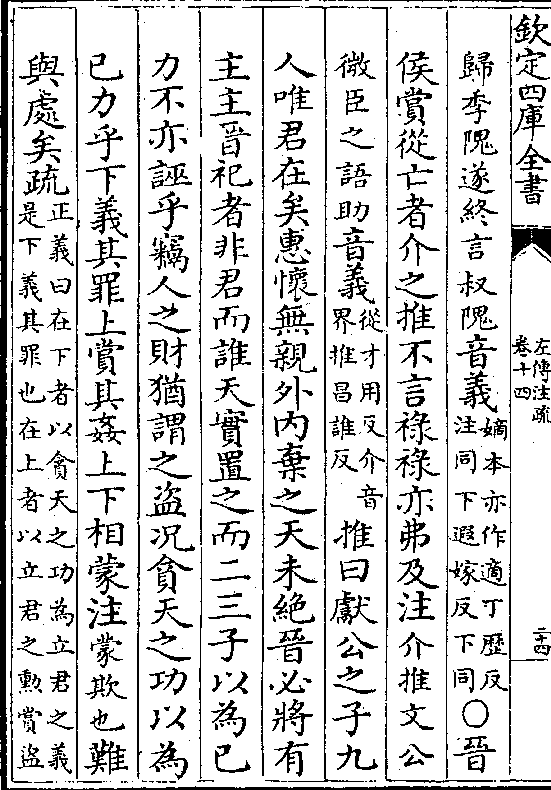 欽定四庫全書
左傳注疏
卷十四
二十四
歸季隗遂終言叔隗音義嫡本亦作適丁歷反
注同下遐嫁反下同○晉
侯賞從亡者介之推不言祿祿亦弗及注介推文公
微臣之語助音義從才用反介音
界推昌誰反推曰獻公之子九
人唯君在矣惠懷無親外内棄之天未絶晉必將有
主主晉祀者非君而誰天實置之而二三子以為已
力不亦誣乎竊人之財猶謂之盜况貪天之功以為
已力乎下義其罪上賞其姦上下相蒙注蒙欺也難
與處矣疏正義曰在下者以貪天之功為立君之義
是下義其罪也在上者以立君之勲賞盜